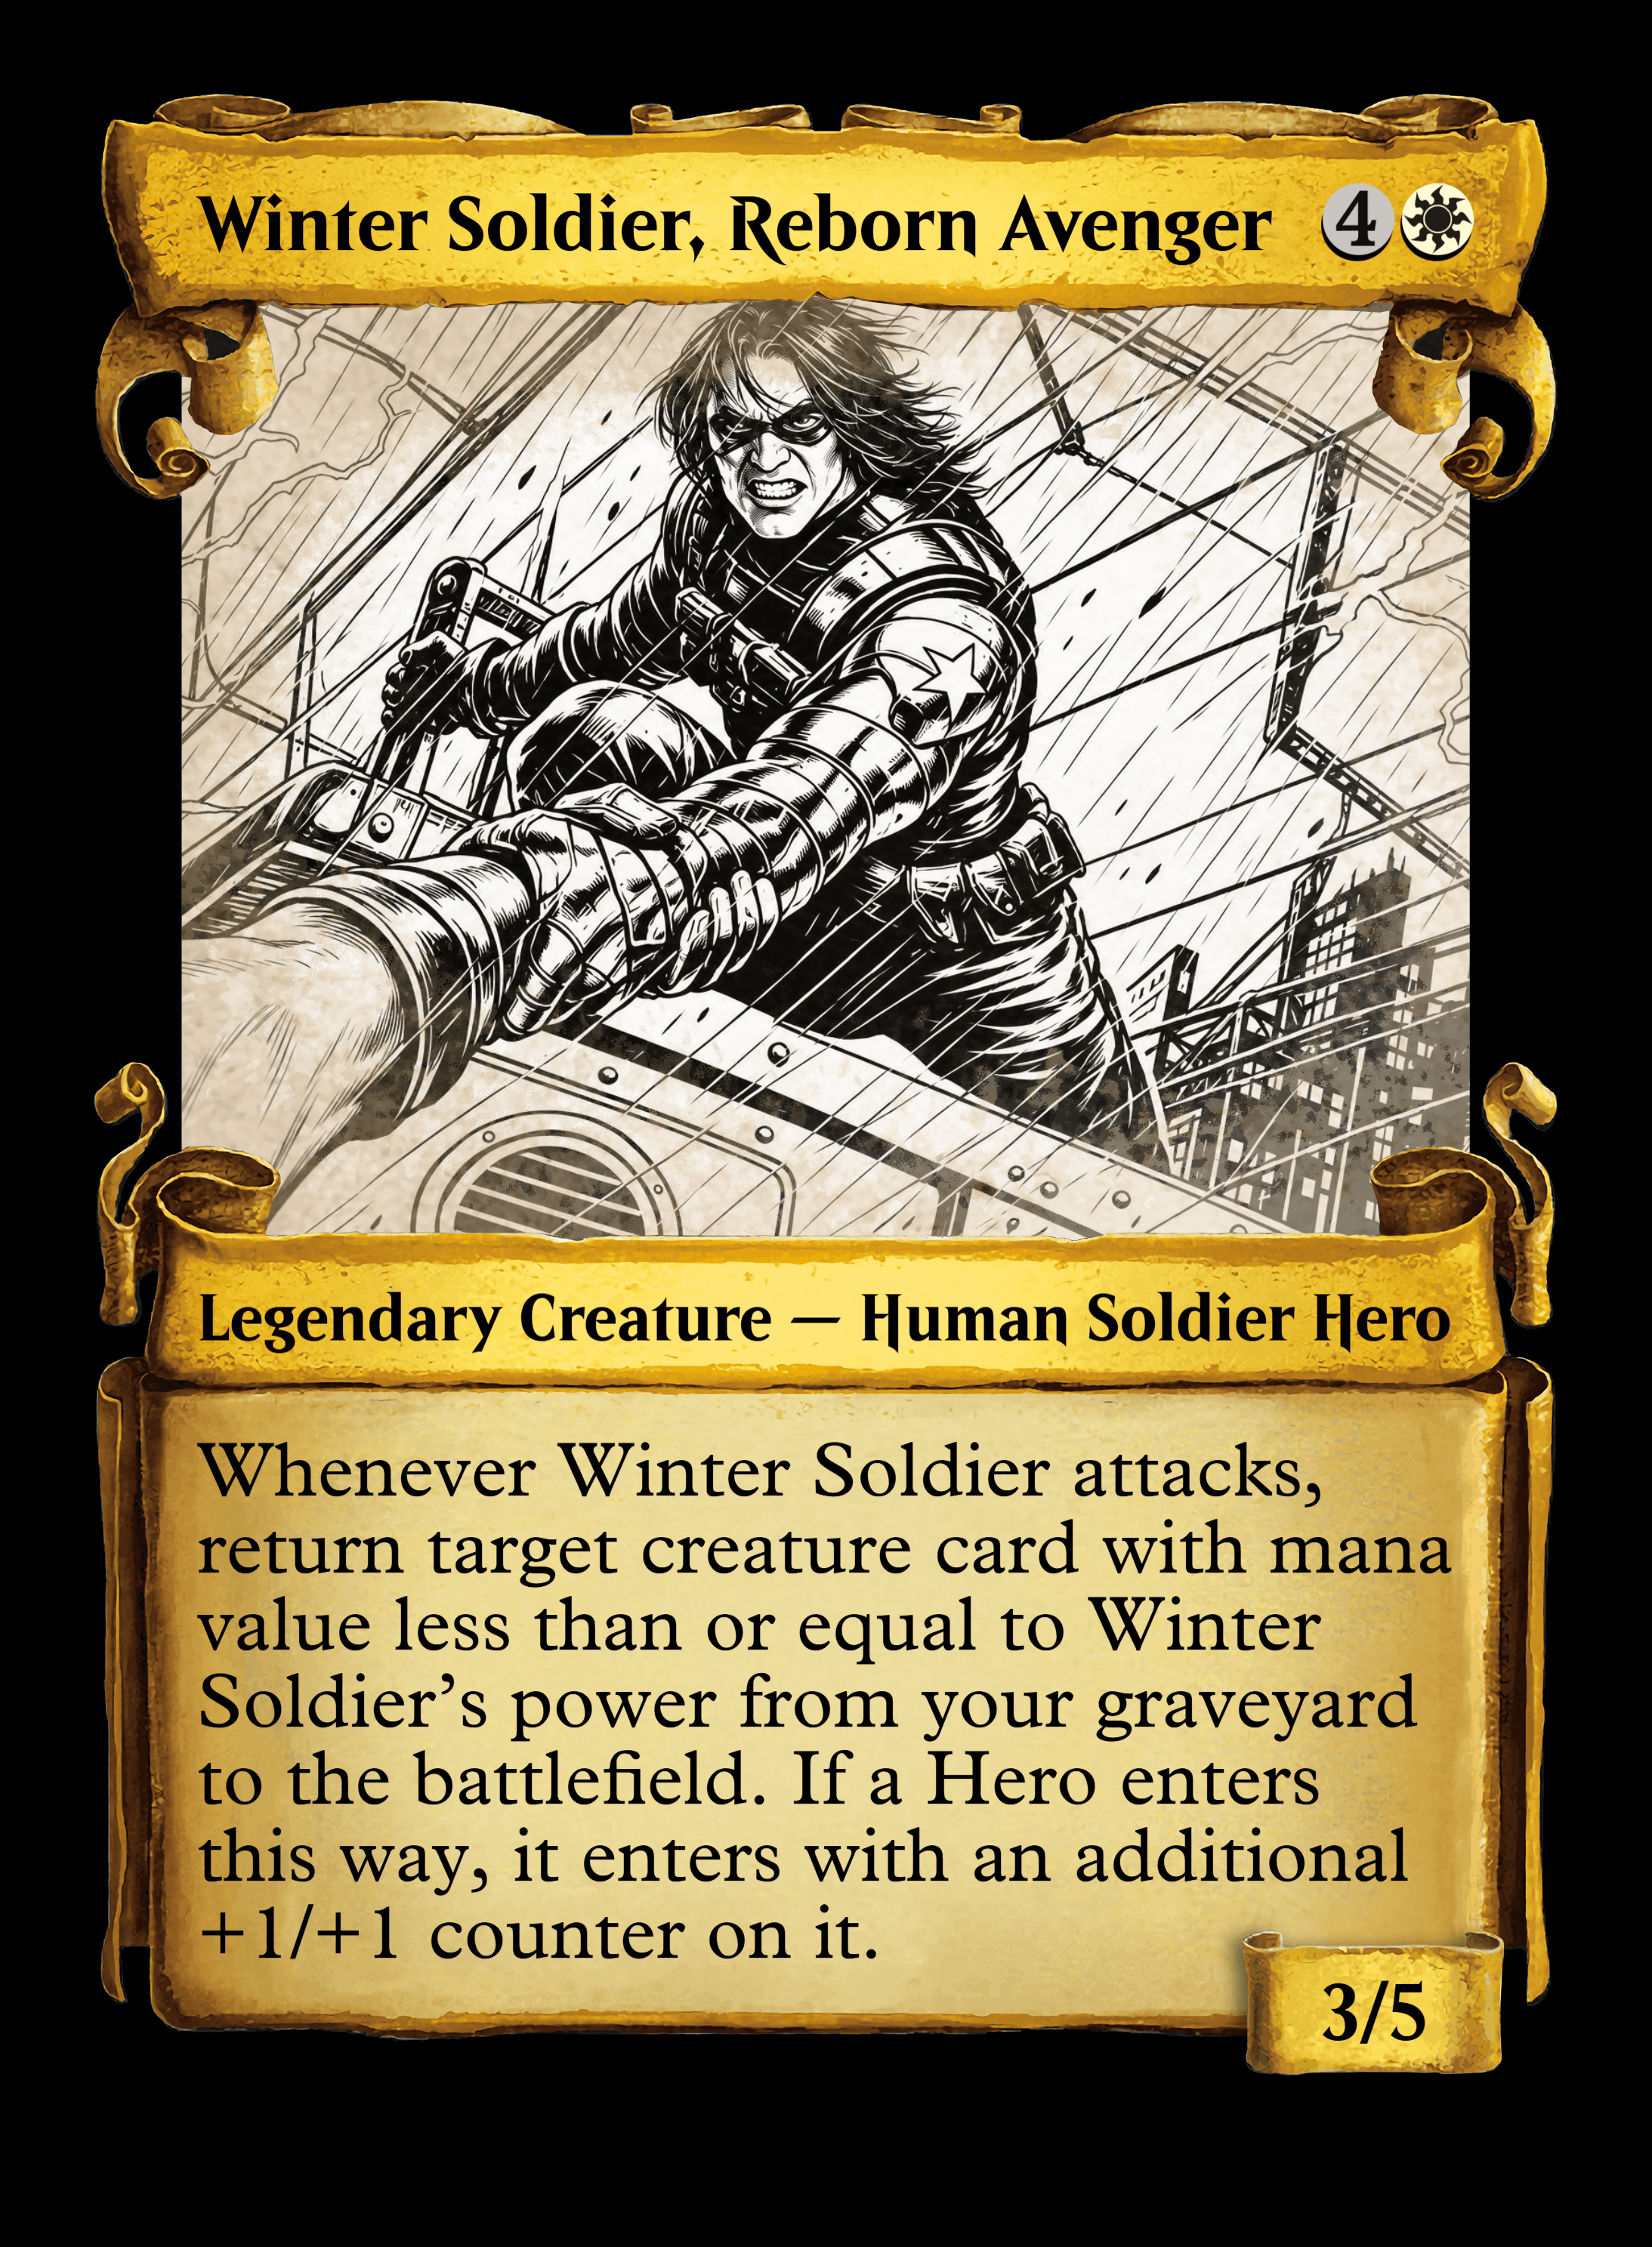 Winter Soldier, Reborn Avenger 4
Legendary Creature — Human Soldier Hero
Whenever Winter Soldier attacks,
return target creature card with mana
value less than or equal to Winter
Soldier’s power from your graveyard
to the battlefield. If a Hero enters
this way, it enters with an additional
+1/+1 counter on it.
3/5